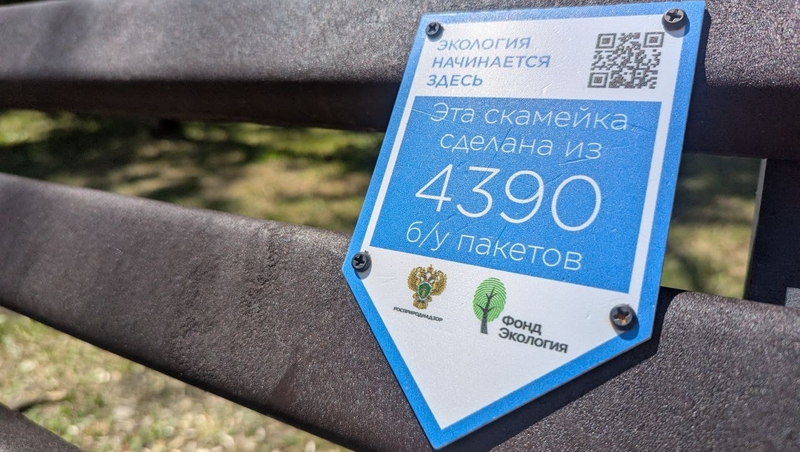 ЭКОЛОГИЯ
НАЧИНАЕТСЯ
ЗДЕСЬ
Эта скамейка
сделана из
4390
б/у пакетов
РОСПРИРОДНАДЗОР
Фонд
Экология